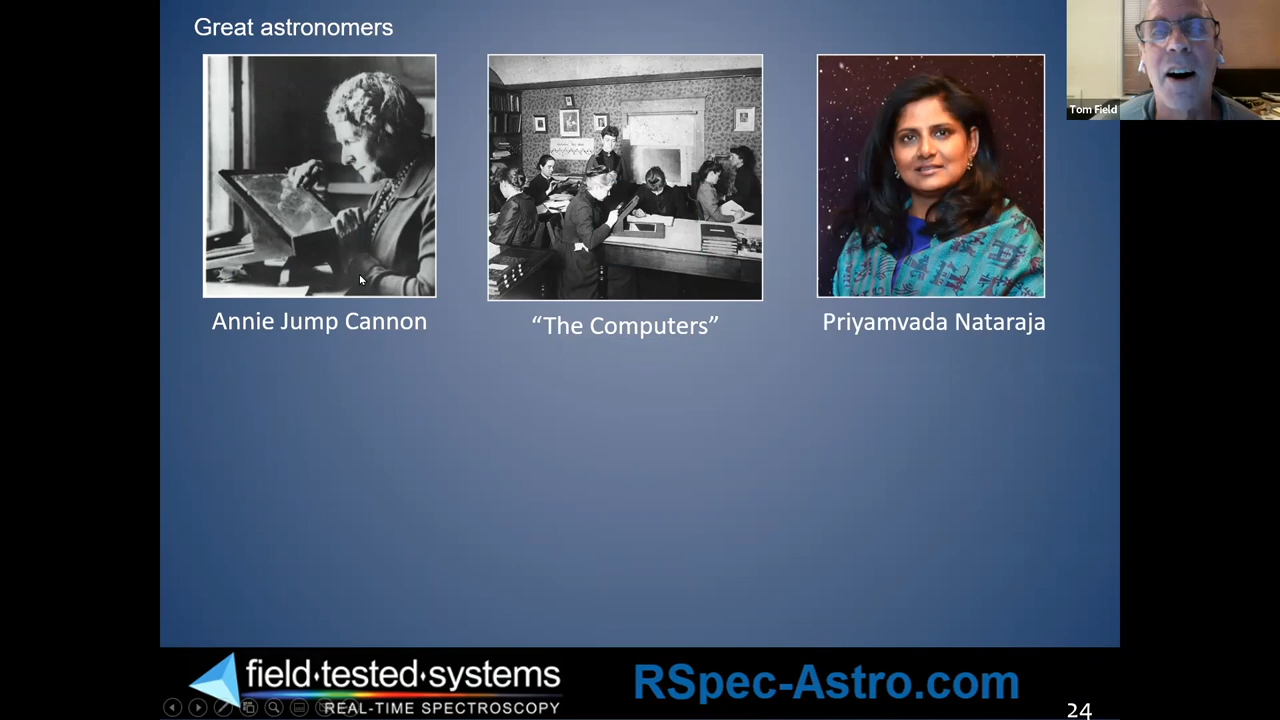 Great astronomers
Tom Field
Annie Jump Cannon
“The Computers”
Priyamvada Nataraja
field·tested·systems
REAL-TIME SPECTROSCOPY
RSpec-Astro.com
24